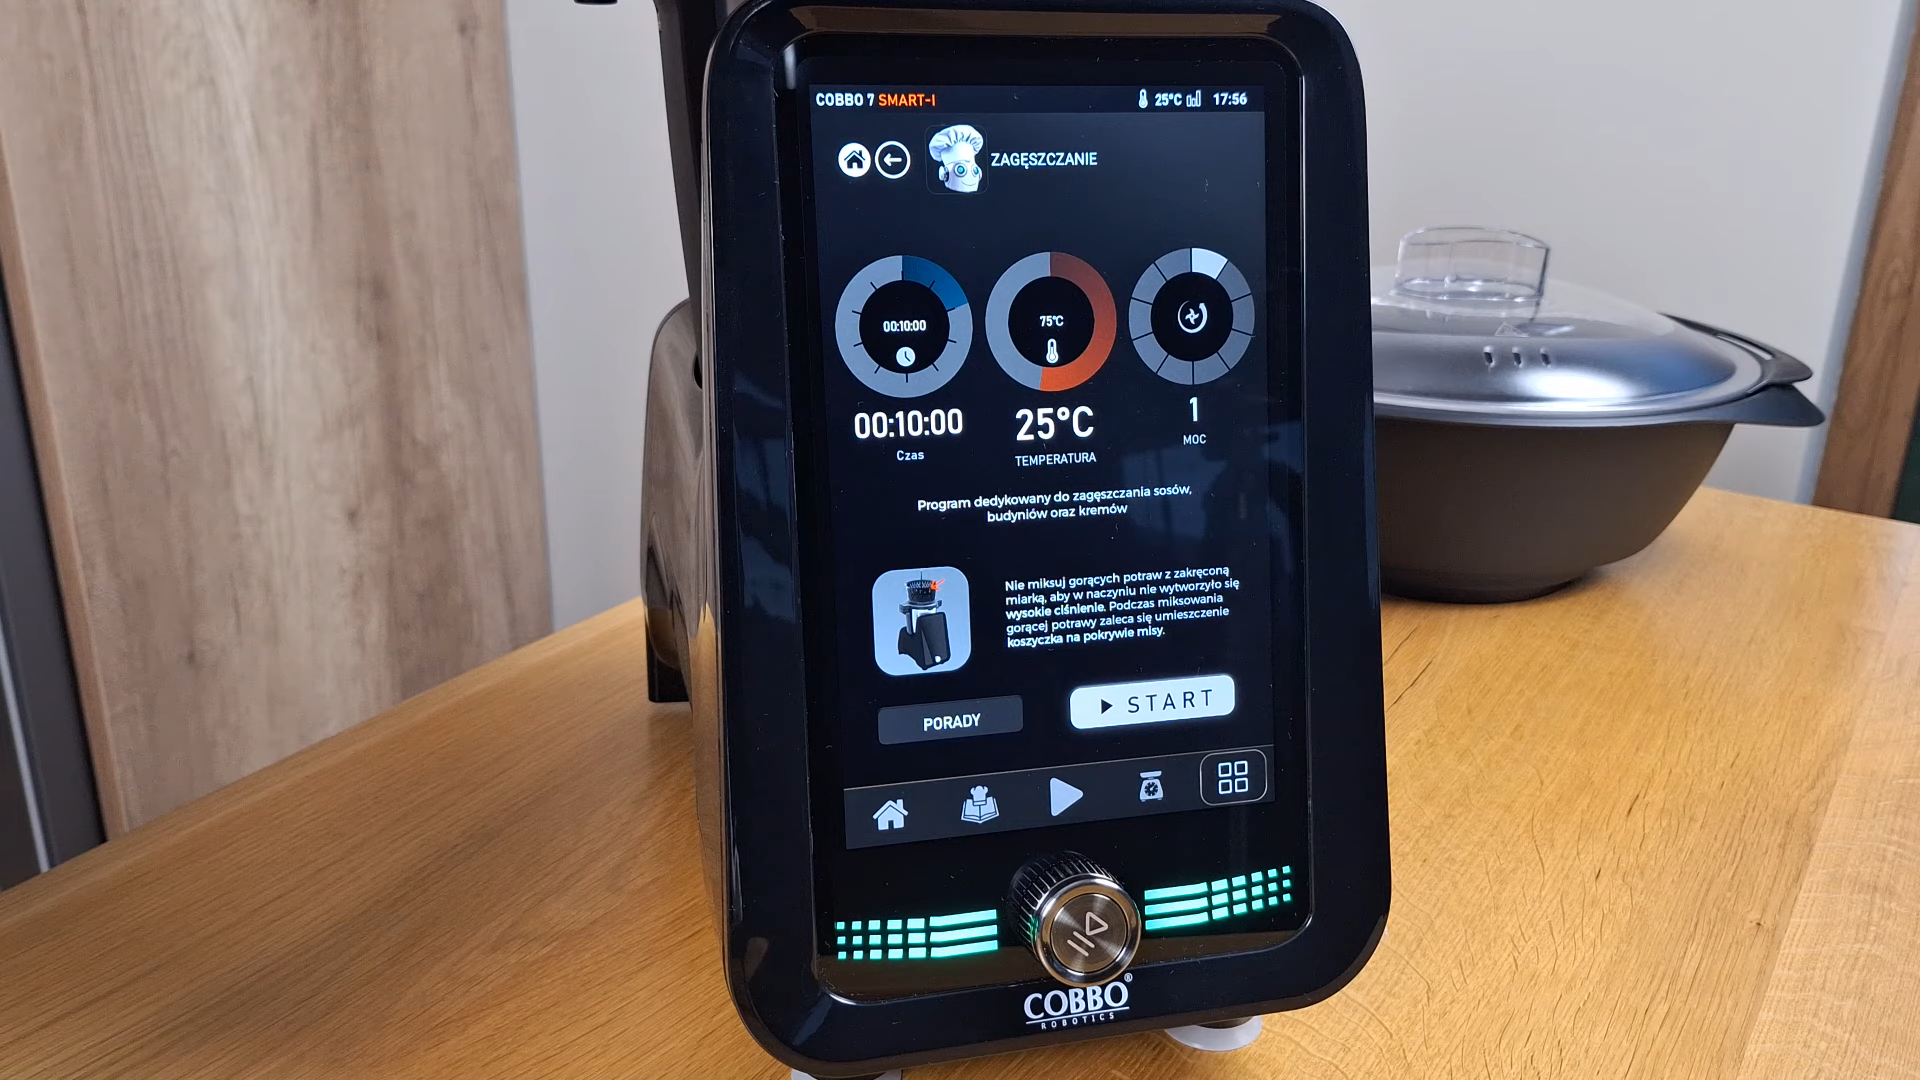 COBBO 7 SMART-I 25°C 17:56
ZAGĘSZCZANIE
00:10:00 75°C
00:10:00 25°C 1
Czas TEMPERATURA MOC
Program dedykowany do zagęszczania sosów,
budyniów oraz kremów
Nie miksuj gorących potraw z zakręconą
miarką, aby w naczyniu nie wytworzyło się
wysokie ciśnienie. Podczas miksowania
gorącej potrawy zaleca się umieszczenie
koszyczka na pokrywie misy.
PORADY START
COBBO®
ROBOTICS